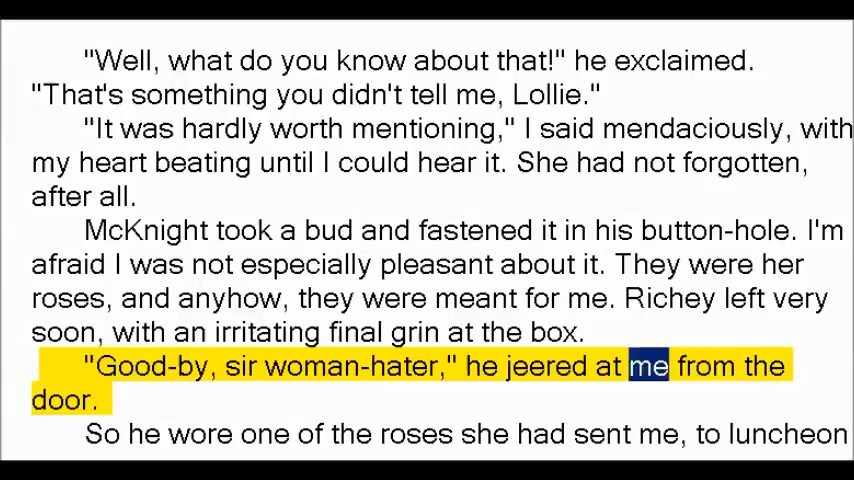 "Well, what do you know about that!" he exclaimed.
"That's something you didn't tell me, Lollie."
"It was hardly worth mentioning," I said mendaciously, with
my heart beating until I could hear it. She had not forgotten,
after all.
McKnight took a bud and fastened it in his button-hole. I'm
afraid I was not especially pleasant about it. They were her
roses, and anyhow, they were meant for me. Richey left very
soon, with an irritating final grin at the box.
"Good-by, sir woman-hater," he jeered at me from the
door.
So he wore one of the roses she had sent me, to luncheon